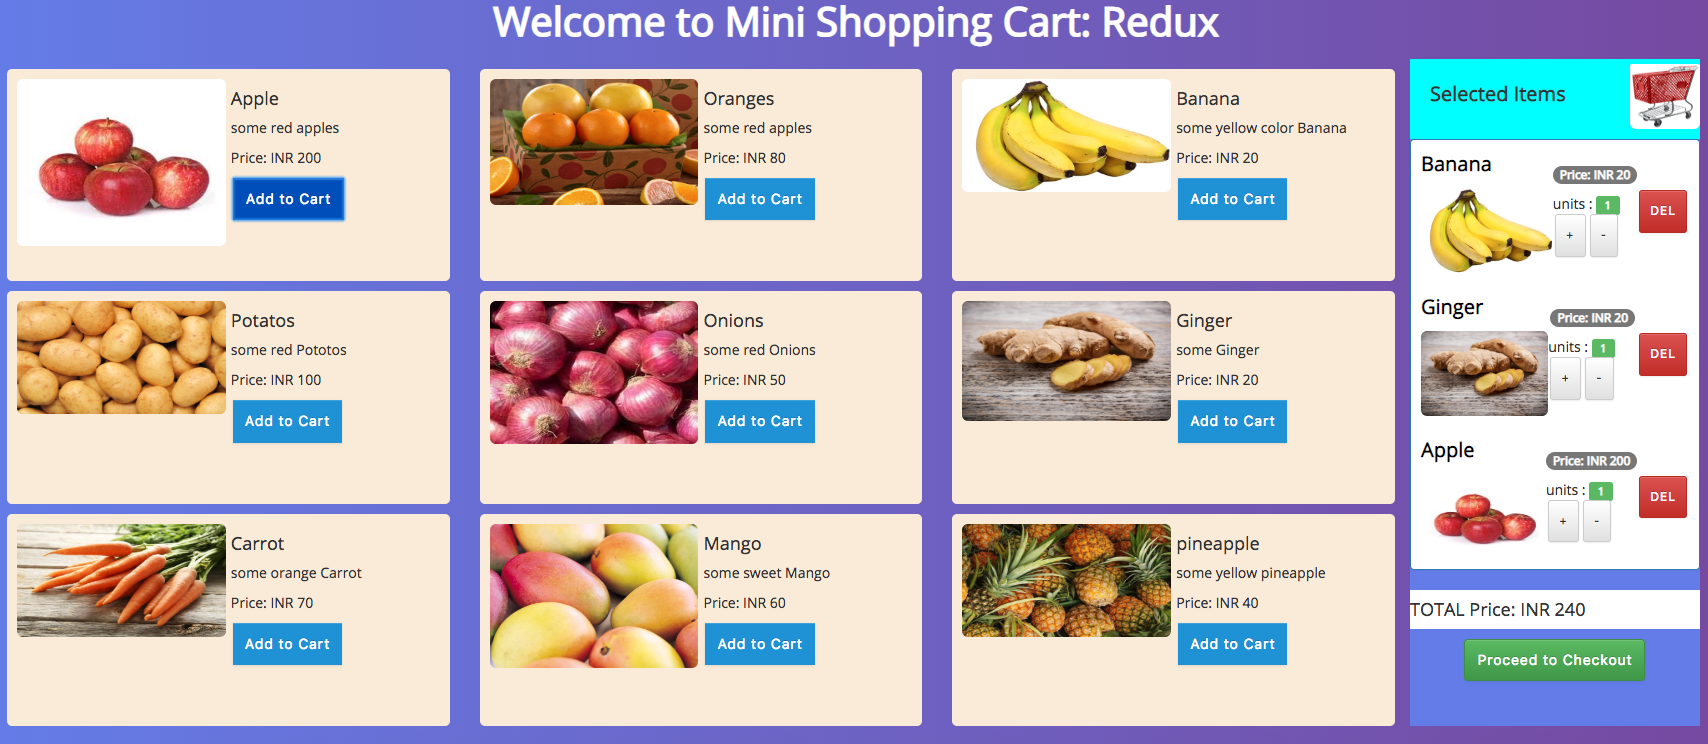 Welcome to Mini Shopping Cart: Redux
Apple
some red apples
Price: INR 200
Add to Cart
Oranges
some red apples
Price: INR 80
Add to Cart
Banana
some yellow color Banana
Price: INR 20
Add to Cart
Potatos
some red Pototos
Price: INR 100
Add to Cart
Onions
some red Onions
Price: INR 50
Add to Cart
Ginger
some Ginger
Price: INR 20
Add to Cart
Carrot
some orange Carrot
Price: INR 70
Add to Cart
Mango
some sweet Mango
Price: INR 60
Add to Cart
pineapple
some yellow pineapple
Price: INR 40
Add to Cart
Selected Items
Banana
Price: INR 20
units : 1
+ -
DEL
Ginger
Price: INR 20
units : 1
+ -
DEL
Apple
Price: INR 200
units : 1
+ -
DEL
TOTAL Price: INR 240
Proceed to Checkout